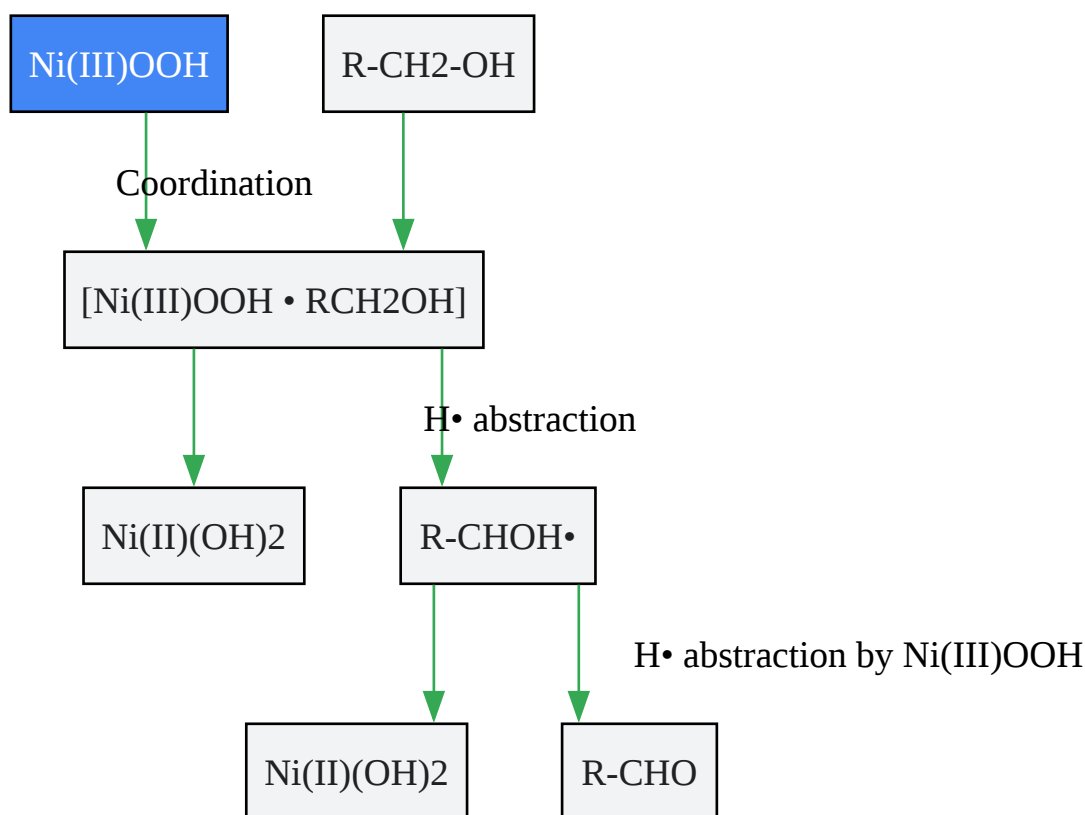 Ni(III)OOH
R-CH2-OH
Coordination
[Ni(III)OOH • RCH2OH]
H• abstraction
Ni(II)(OH)2
R-CHOH•
H• abstraction by Ni(III)OOH
Ni(II)(OH)2
R-CHO